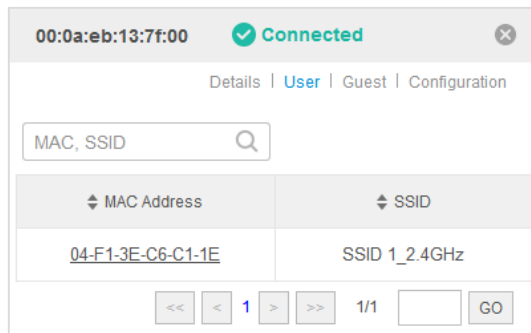 00:0a:eb:13:7f:00 Connected
Details | User | Guest | Configuration
MAC, SSID
MAC Address SSID
04-F1-3E-C6-C1-1E SSID 1_2.4GHz
<< < 1 > >> 1/1 GO